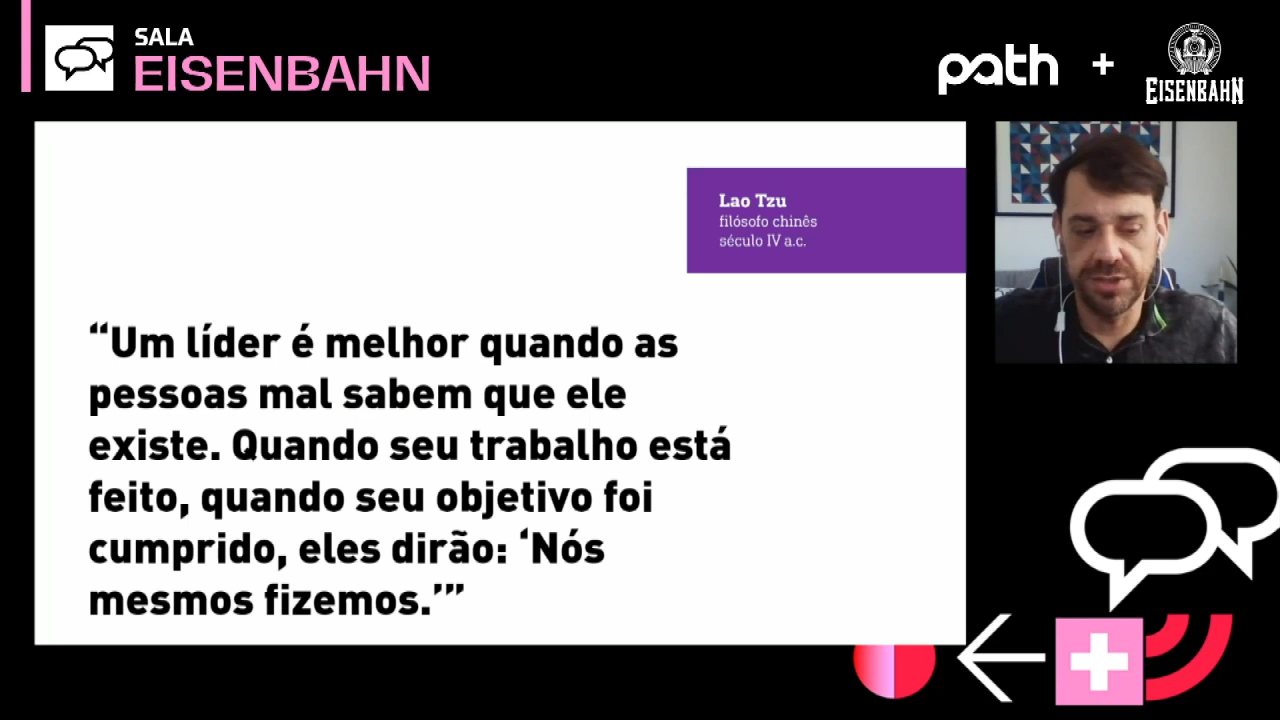 SALA
EISENBAHN
path +
EISENBAHN
Lao Tzu
filósofo chinês
século IV a.c.
“Um líder é melhor quando as
pessoas mal sabem que ele
existe. Quando seu trabalho está
feito, quando seu objetivo foi
cumprido, eles dirão: ‘Nós
mesmos fizemos.’”